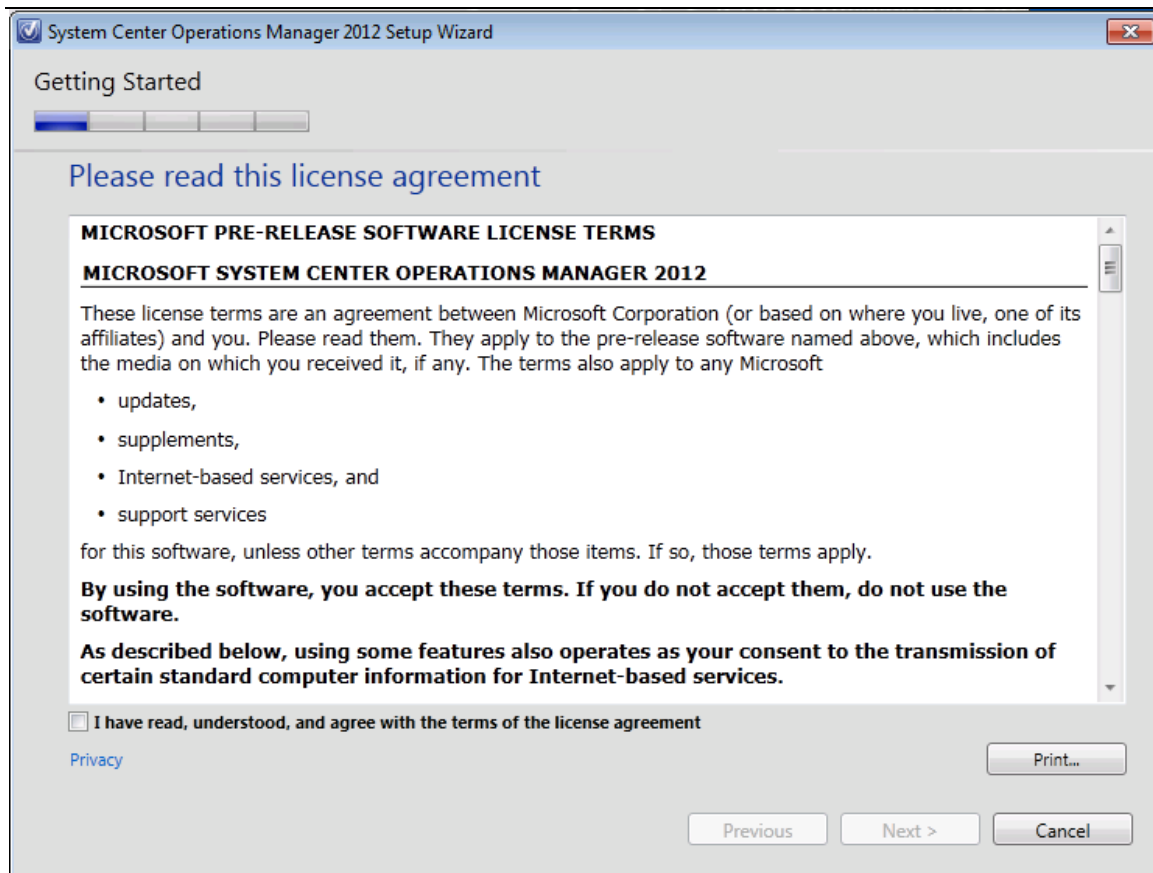 System Center Operations Manager 2012 Setup Wizard
Getting Started
Please read this license agreement
MICROSOFT PRE-RELEASE SOFTWARE LICENSE TERMS
MICROSOFT SYSTEM CENTER OPERATIONS MANAGER 2012
These license terms are an agreement between Microsoft Corporation (or based on where you live, one of its
affiliates) and you. Please read them. They apply to the pre-release software named above, which includes
the media on which you received it, if any. The terms also apply to any Microsoft
• updates,
• supplements,
• Internet-based services, and
• support services
for this software, unless other terms accompany those items. If so, those terms apply.
By using the software, you accept these terms. If you do not accept them, do not use the
software.
As described below, using some features also operates as your consent to the transmission of
certain standard computer information for Internet-based services.
I have read, understood, and agree with the terms of the license agreement
Privacy
Print...
Previous
Next >
Cancel